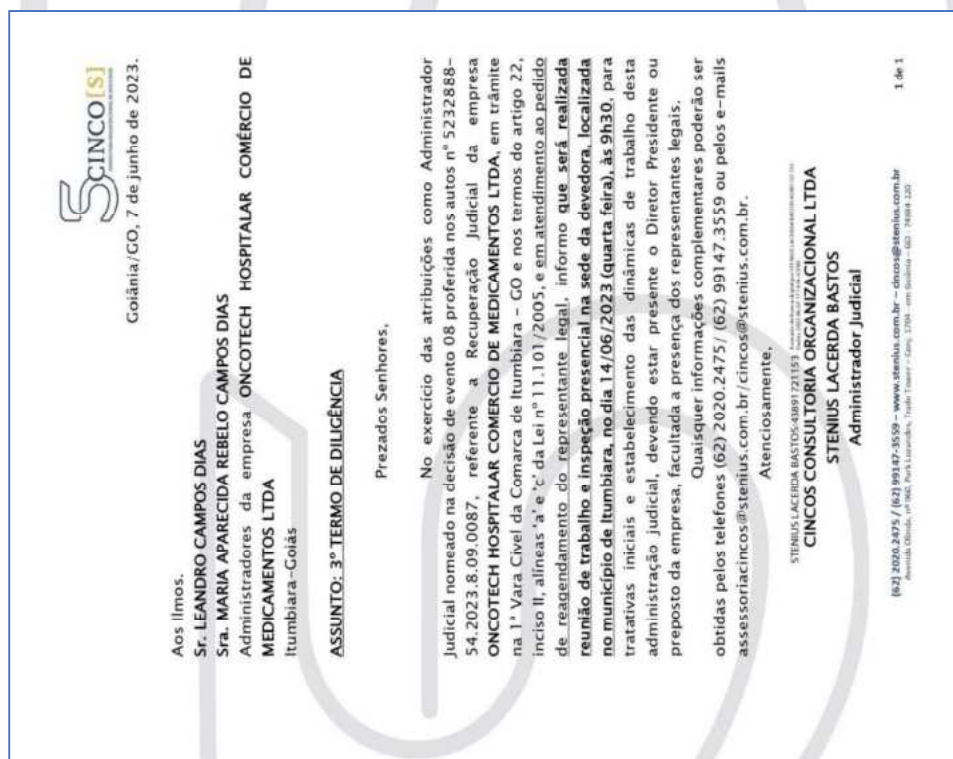 CINCO[S]
Goiânia/GO, 7 de junho de 2023.
Aos Ilmos.
Sr. LEANDRO CAMPOS DIAS
Sra. MARIA APARECIDA REBELO CAMPOS DIAS
Administradores da empresa ONCOTECH HOSPITALAR COMÉRCIO DE
MEDICAMENTOS LTDA
Itumbiara-Goiás
ASSUNTO: 3º TERMO DE DILIGÊNCIA
Prezados Senhores,
No exercício das atribuições como Administrador
Judicial nomeado na decisão de evento 08 proferida nos autos nº 5232888-
54.2023.8.09.0087, referente a Recuperação Judicial da empresa
ONCOTECH HOSPITALAR COMERCIO DE MEDICAMENTOS LTDA, em trâmite
na 1ª Vara Cível da Comarca de Itumbiara - GO e nos termos do artigo 22,
inciso II, alíneas 'a' e 'c' da Lei nº 11.101/2005, e em atendimento ao pedido
de reagendamento do representante legal, informo que será realizada
reunião de trabalho e inspeção presencial na sede da devedora, localizada
no município de Itumbiara, no dia 14/06/2023 (quarta feira), às 9h30, para
tratativas iniciais e estabelecimento das dinâmicas de trabalho desta
administração judicial, devendo estar presente o Diretor Presidente ou
preposto da empresa, facultada a presença dos representantes legais.
Quaisquer informações complementares poderão ser
obtidas pelos telefones (62) 2020.2475/ (62) 99147.3559 ou pelos e-mails
assessoriacincos@stenius.com.br/cincos@stenius.com.br.
Atenciosamente,
STENIUS LACERDA BASTOS:43891721153
CINCOS CONSULTORIA ORGANIZACIONAL LTDA
STENIUS LACERDA BASTOS
Administrador Judicial
(62) 2020.2475 / (62) 99147-3559 – www.stenius.com.br – cincos@stenius.com.br
1 de 1